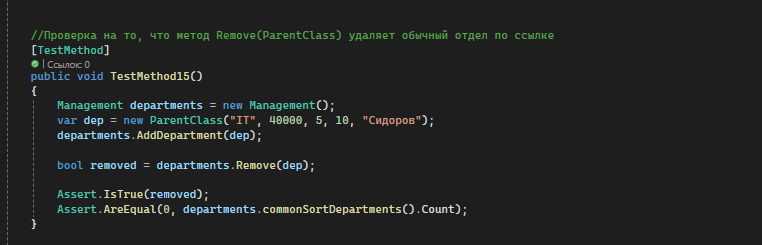 //Проверка на то, что метод Remove(ParentClass) удаляет обычный отдел по ссылке
[TestMethod]
| Ссылок: 0
public void TestMethod15()
{
Management departments = new Management();
var dep = new ParentClass("IT", 40000, 5, 10, "Сидоров");
departments.AddDepartment(dep);
bool removed = departments.Remove(dep);
Assert.IsTrue(removed);
Assert.AreEqual(0, departments.commonSortDepartments().Count);
}